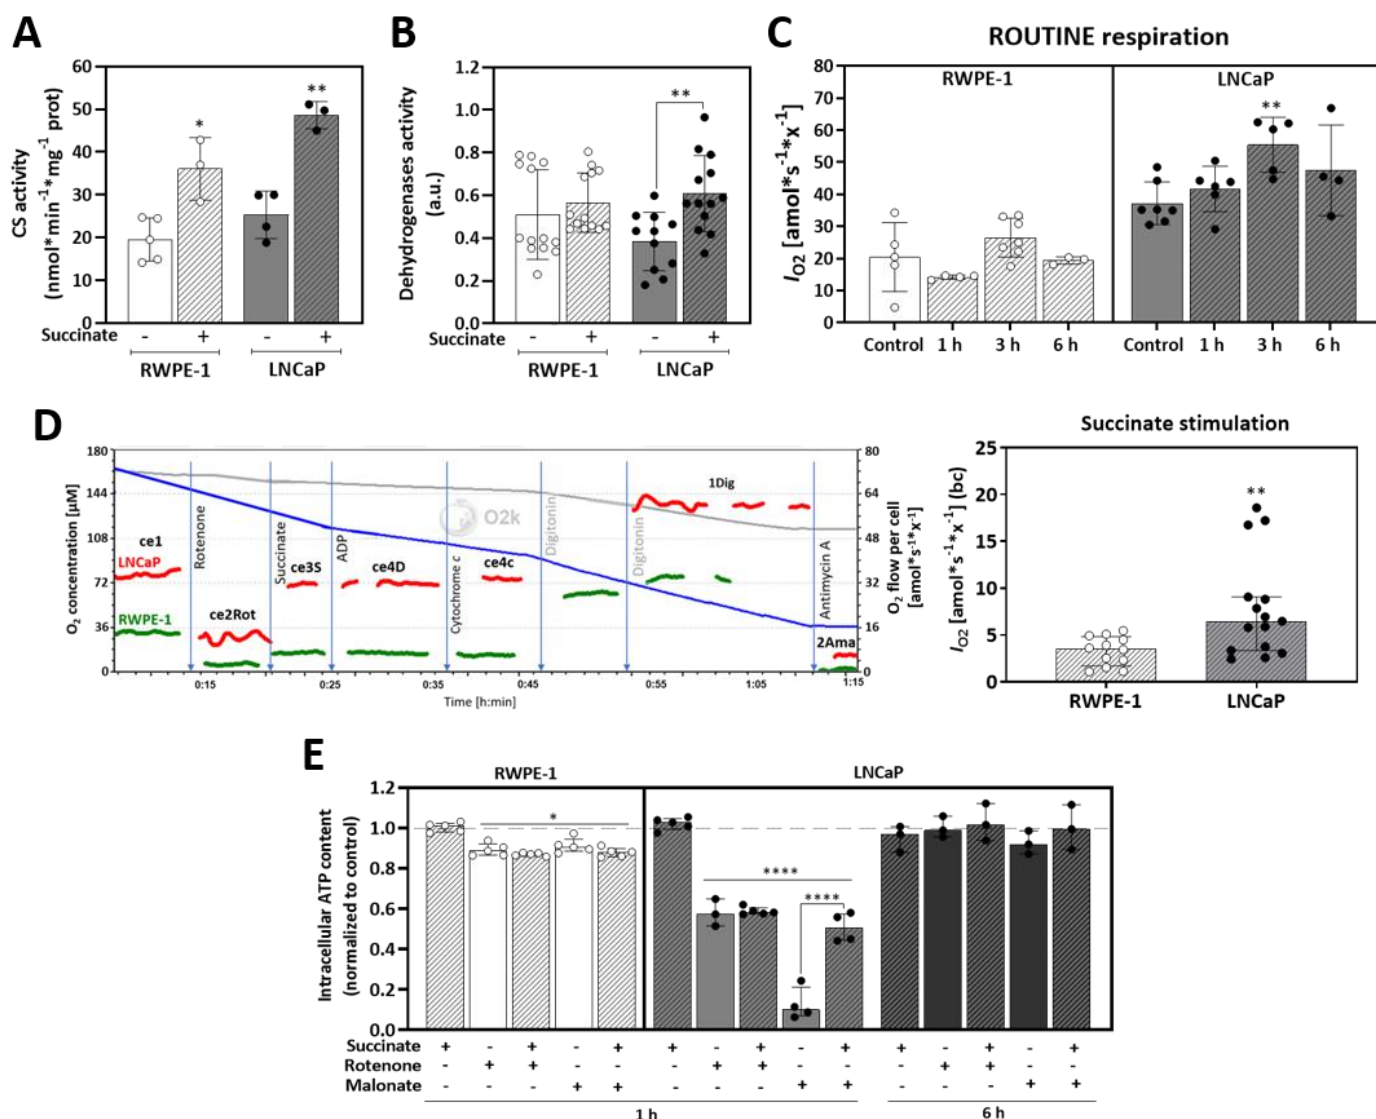 A
CS activity
(nmol*min⁻¹*mg⁻¹ prot)
60
50
40
30
20
10
0
*
**
Succinate - + - +
RWPE-1 LNCaP
B
Dehydrogenases activity
(a.u.)
1.2
1.0
0.8
0.6
0.4
0.2
0.0
**
Succinate - + - +
RWPE-1 LNCaP
C
ROUTINE respiration
IO2 [amol*s⁻¹*x⁻¹]
80
70
60
50
40
30
20
10
0
RWPE-1 LNCaP
**
Control 1 h 3 h 6 h Control 1 h 3 h 6 h
D
O2 concentration [µM]
180
144
108
72
36
0
ce1
LNCaP
RWPE-1
Rotenone
ce2Rot
Succinate
ce3S
ADP
ce4D
Cytochrome c
ce4c
O2k
Digitonin
Digitonin
1Dig
Antimycin A
2Ama
80
64
48
32
16
0
O2 flow per cell
[amol*s⁻¹*x⁻¹]
0:15 0:25 0:35 0:45 0:55 1:05 1:15
Time [h:min]
Succinate stimulation
IO2 [amol*s⁻¹*x⁻¹] (bc)
25
20
15
10
5
0
**
RWPE-1 LNCaP
E
RWPE-1 LNCaP
Intracellular ATP content
(normalized to control)
1.2
1.0
0.8
0.6
0.4
0.2
0.0
*
****
****
Succinate + - + - + + - + - + + - + - +
Rotenone - + + - - - + + - - - + + - -
Malonate - - - + + - - - + + - - - + +
1 h 6 h